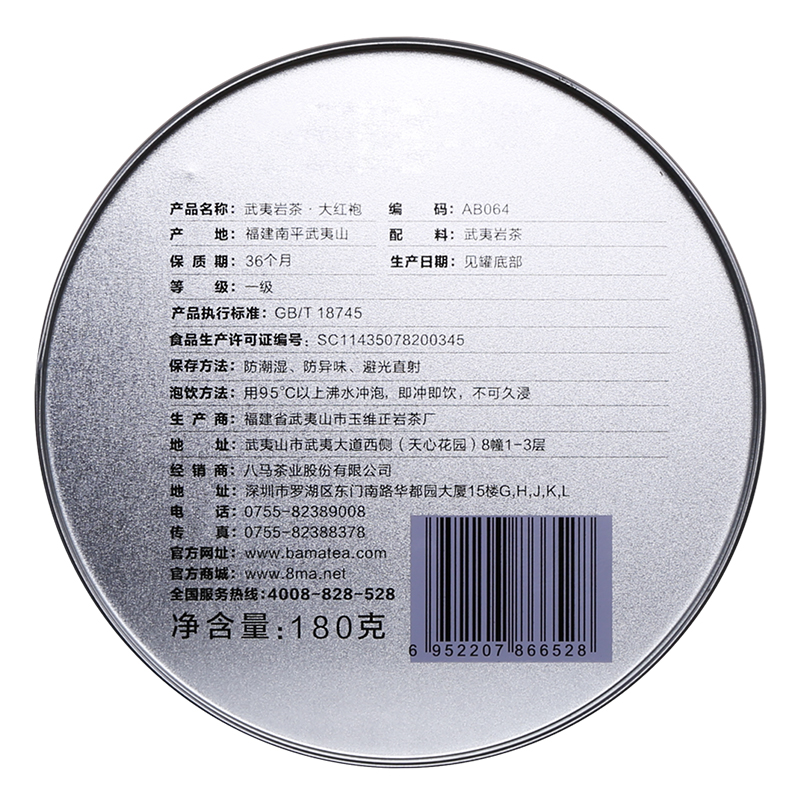 产品名称：武夷岩茶·大红袍 编 码：AB064
产 地：福建南平武夷山 配 料：武夷岩茶
保 质 期：36个月 生产日期：见罐底部
等 级：一级
产品执行标准：GB/T 18745
食品生产许可证编号：SC11435078200345
保存方法：防潮湿、防异味、避光直射
泡饮方法：用95℃以上沸水冲泡，即冲即饮，不可久浸
生 产 商：福建省武夷山市玉维正岩茶厂
地 址：武夷山市武夷大道西侧（天心花园）8幢1-3层
经 销 商：八马茶业股份有限公司
地 址：深圳市罗湖区东门南路华都园大厦15楼G,H,J,K,L
电 话：0755-82389008
传 真：0755-82388378
官方网址：www.bamatea.com
官方商城：www.8ma.net
全国服务热线:4008-828-528
净含量:180克
6 952207 866528